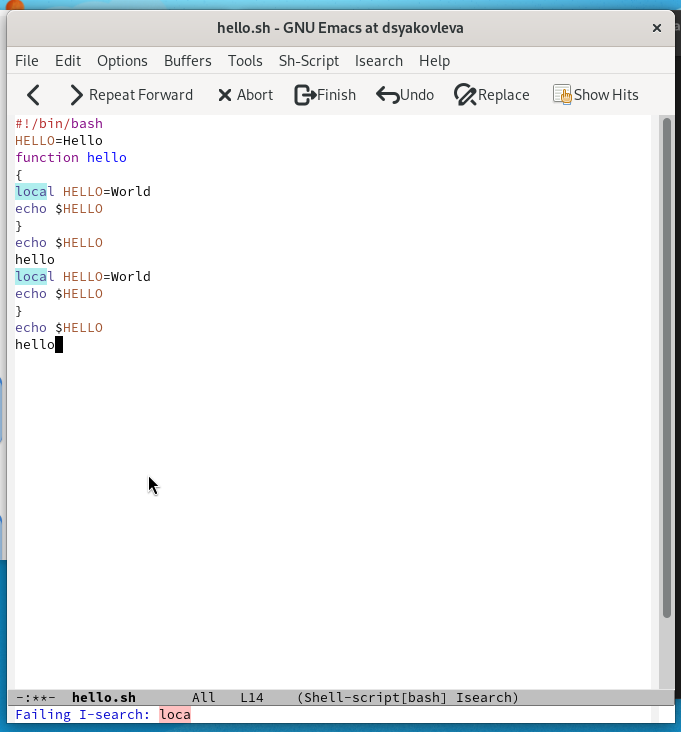 hello.sh - GNU Emacs at dsyakovleva ×
File Edit Options Buffers Tools Sh-Script Isearch Help
Repeat Forward Abort Finish Undo Replace Show Hits
#!/bin/bash
HELLO=Hello
function hello
{
local HELLO=World
echo $HELLO
}
echo $HELLO
hello
local HELLO=World
echo $HELLO
}
echo $HELLO
hello
-:**- hello.sh All L14 (Shell-script[bash] Isearch)
Failing I-search: loca